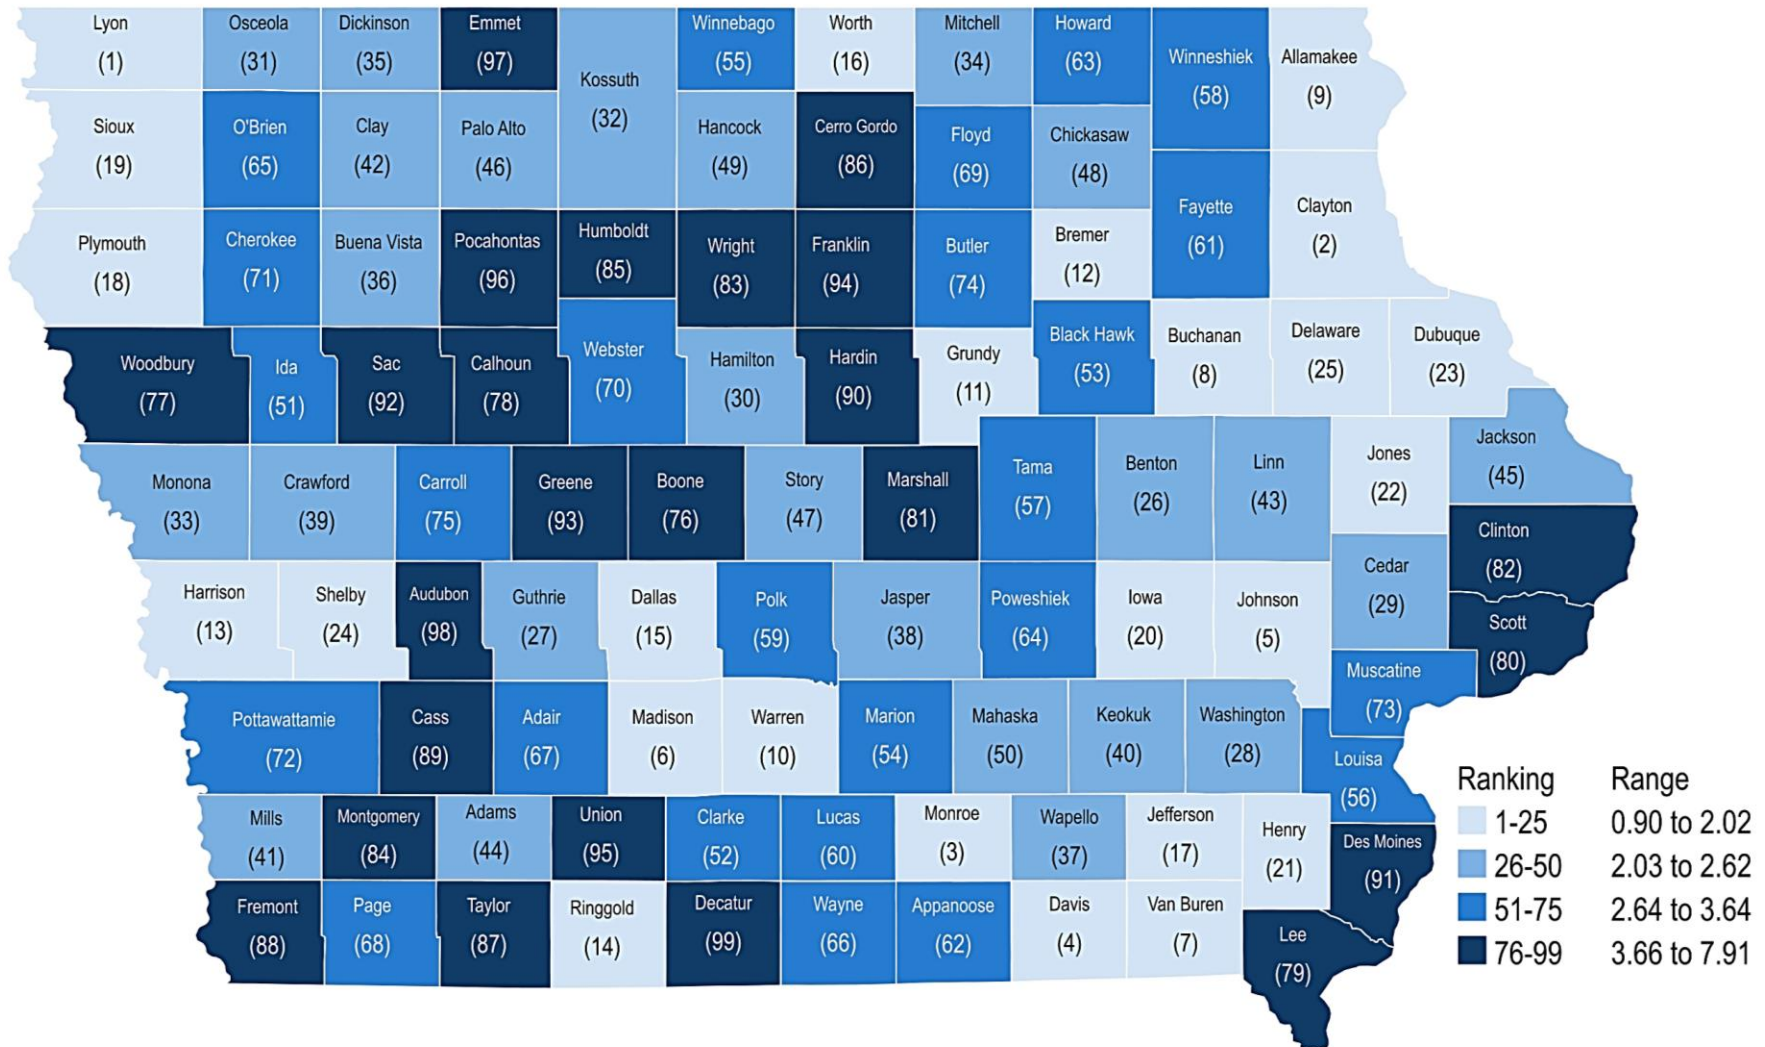 Lyon
(1)
Osceola
(31)
Dickinson
(35)
Emmet
(97)
Kossuth
(32)
Winnebago
(55)
Worth
(16)
Mitchell
(34)
Howard
(63)
Winneshiek
(58)
Allamakee
(9)
Sioux
(19)
O'Brien
(65)
Clay
(42)
Palo Alto
(46)
Hancock
(49)
Cerro Gordo
(86)
Floyd
(69)
Chickasaw
(48)
Fayette
(61)
Clayton
(2)
Plymouth
(18)
Cherokee
(71)
Buena Vista
(36)
Pocahontas
(96)
Humboldt
(85)
Wright
(83)
Franklin
(94)
Butler
(74)
Bremer
(12)
Woodbury
(77)
Ida
(51)
Sac
(92)
Calhoun
(78)
Webster
(70)
Hamilton
(30)
Hardin
(90)
Grundy
(11)
Black Hawk
(53)
Buchanan
(8)
Delaware
(25)
Dubuque
(23)
Monona
(33)
Crawford
(39)
Carroll
(75)
Greene
(93)
Boone
(76)
Story
(47)
Marshall
(81)
Tama
(57)
Benton
(26)
Linn
(43)
Jones
(22)
Jackson
(45)
Clinton
(82)
Harrison
(13)
Shelby
(24)
Audubon
(98)
Guthrie
(27)
Dallas
(15)
Polk
(59)
Jasper
(38)
Poweshiek
(64)
Iowa
(20)
Johnson
(5)
Cedar
(29)
Scott
(80)
Muscatine
(73)
Pottawattamie
(72)
Cass
(89)
Adair
(67)
Madison
(6)
Warren
(10)
Marion
(54)
Mahaska
(50)
Keokuk
(40)
Washington
(28)
Louisa
(56)
Mills
(41)
Montgomery
(84)
Adams
(44)
Union
(95)
Clarke
(52)
Lucas
(60)
Monroe
(3)
Wapello
(37)
Jefferson
(17)
Henry
(21)
Des Moines
(91)
Fremont
(88)
Page
(68)
Taylor
(87)
Ringgold
(14)
Decatur
(99)
Wayne
(66)
Appanoose
(62)
Davis
(4)
Van Buren
(7)
Lee
(79)
Ranking Range
1-25 0.90 to 2.02
26-50 2.03 to 2.62
51-75 2.64 to 3.64
76-99 3.66 to 7.91